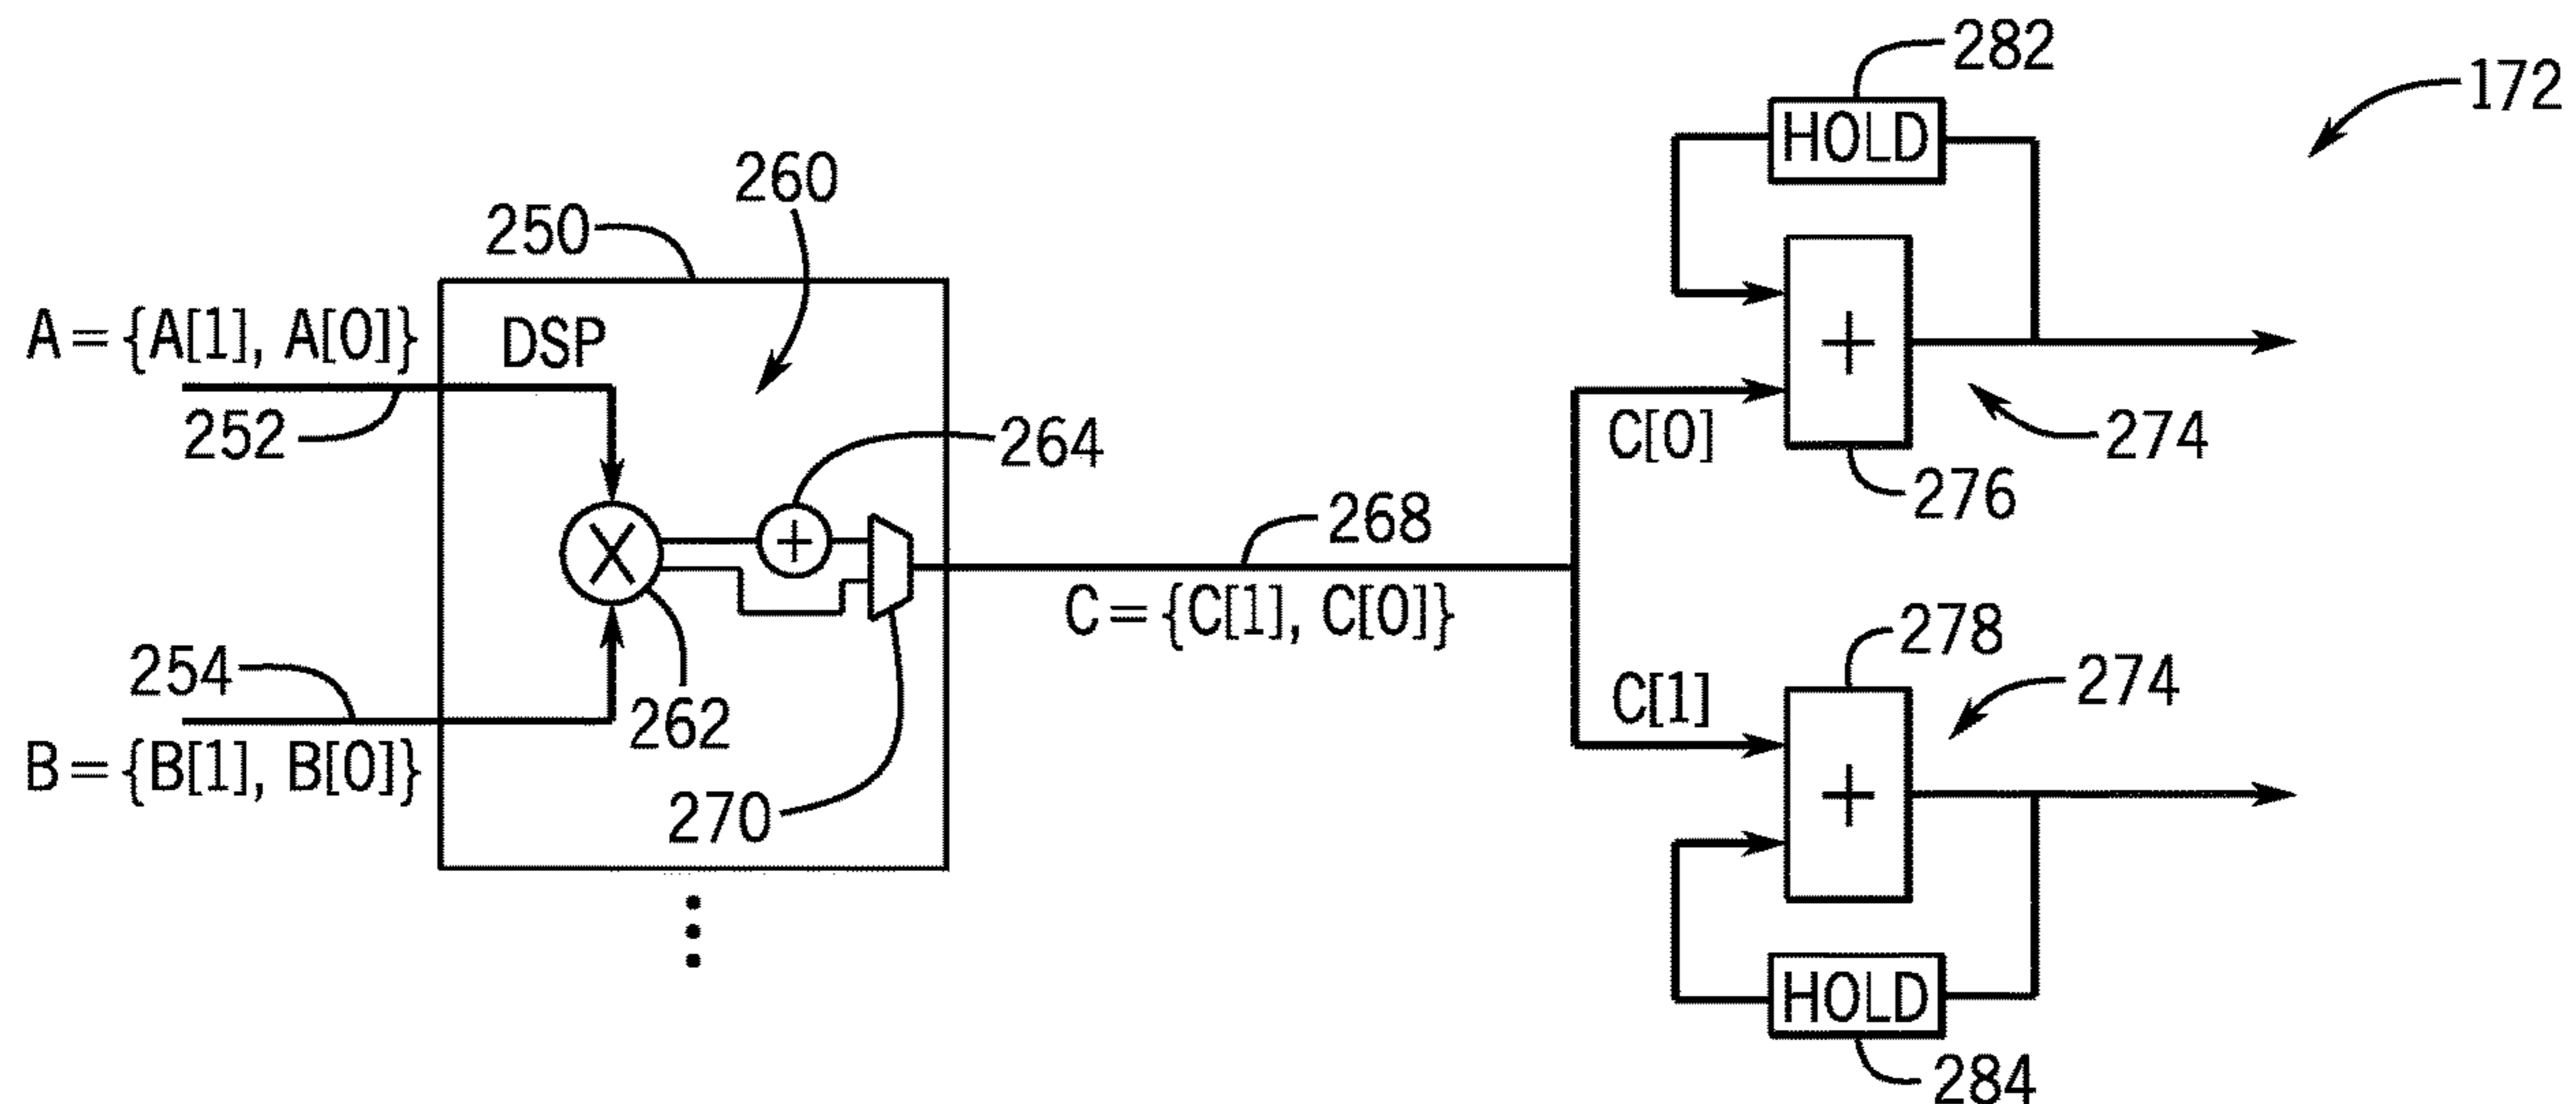 282
172
HOLD
260
250
A = {A[1], A[0]}
DSP
+
252
C[0]
274
264
276
268
+
X
C = {C[1], C[0]}
278
254
274
C[1]
262
B = {B[1], B[0]}
+
270
HOLD
284